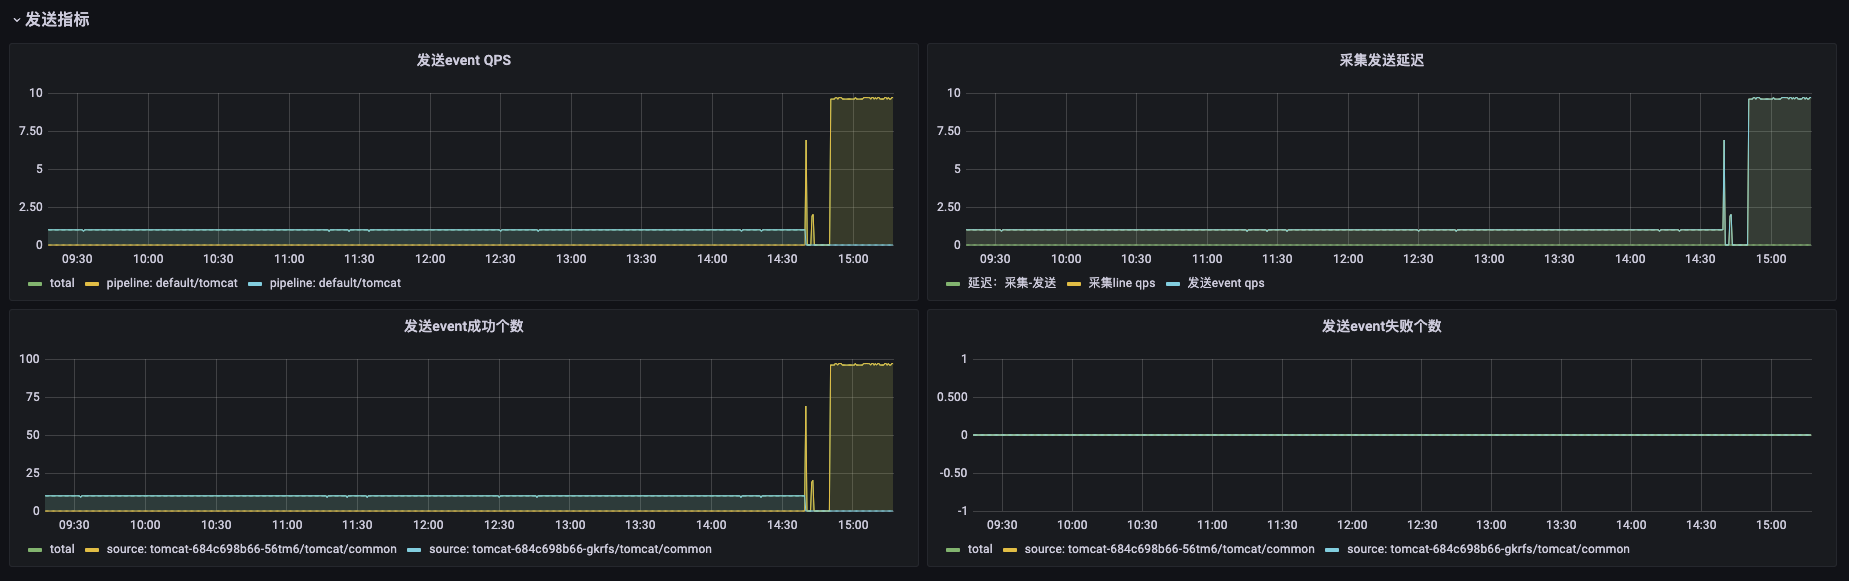 发送指标
发送event QPS
10
7.50
5
2.50
0
09:30 10:00 10:30 11:00 11:30 12:00 12:30 13:00 13:30 14:00 14:30 15:00
total pipeline: default/tomcat pipeline: default/tomcat
采集发送延迟
10
7.50
5
2.50
0
09:30 10:00 10:30 11:00 11:30 12:00 12:30 13:00 13:30 14:00 14:30 15:00
延迟：采集-发送 采集line qps 发送event qps
发送event成功个数
100
75
50
25
0
09:30 10:00 10:30 11:00 11:30 12:00 12:30 13:00 13:30 14:00 14:30 15:00
total source: tomcat-684c698b66-56tm6/tomcat/common source: tomcat-684c698b66-gkrfs/tomcat/common
发送event失败个数
1
0.500
0
-0.50
-1
09:30 10:00 10:30 11:00 11:30 12:00 12:30 13:00 13:30 14:00 14:30 15:00
total source: tomcat-684c698b66-56tm6/tomcat/common source: tomcat-684c698b66-gkrfs/tomcat/common